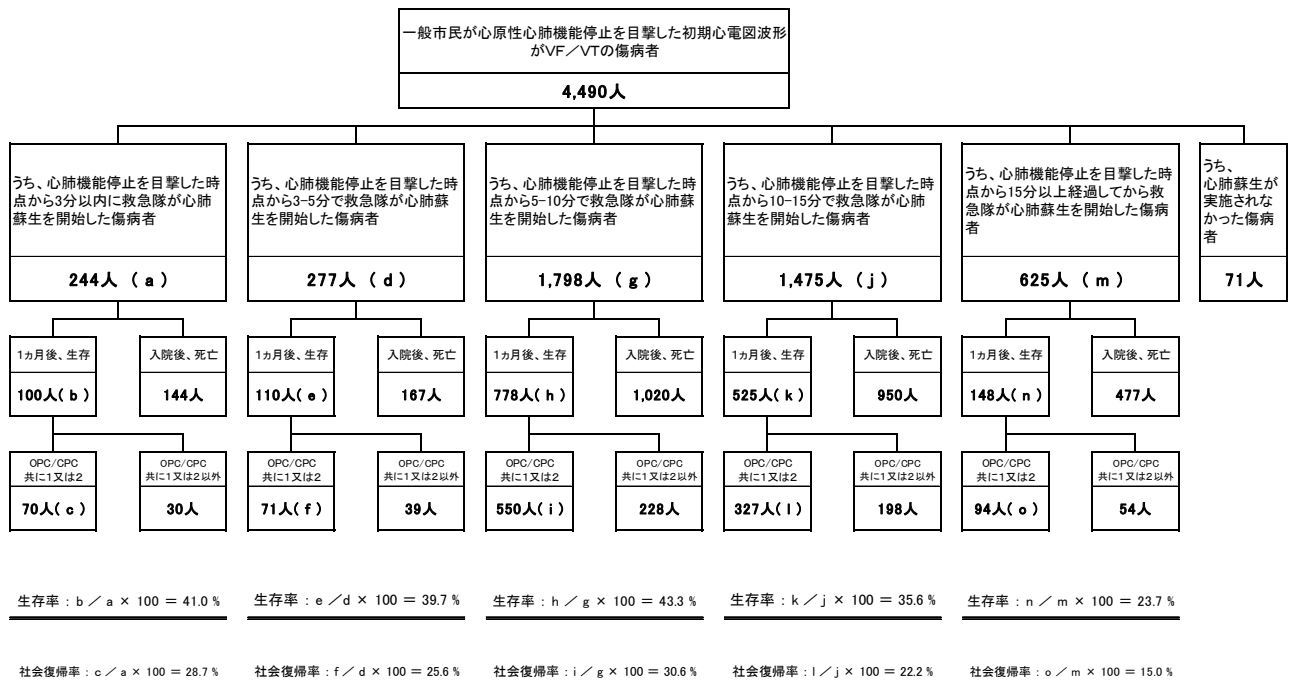 一般市民が心原性心肺機能停止を目撃した初期心電図波形
がVF/VTの傷病者
4,490人
うち、心肺機能停止を目撃した時
点から3分以内に救急隊が心肺
蘇生を開始した傷病者
244人 (a)
うち、心肺機能停止を目撃した時
点から3-5分で救急隊が心肺蘇
生を開始した傷病者
277人 (d)
うち、心肺機能停止を目撃した時
点から5-10分で救急隊が心肺蘇
生を開始した傷病者
1,798人 (g)
うち、心肺機能停止を目撃した時
点から10-15分で救急隊が心肺
蘇生を開始した傷病者
1,475人 (j)
うち、心肺機能停止を目撃した時
点から15分以上経過してから救
急隊が心肺蘇生を開始した傷病
者
625人 (m)
うち、
心肺蘇生が
実施されな
かった傷病
者
71人
1ヵ月後、生存
100人(b)
入院後、死亡
144人
1ヵ月後、生存
110人(e)
入院後、死亡
167人
1ヵ月後、生存
778人(h)
入院後、死亡
1,020人
1ヵ月後、生存
525人(k)
入院後、死亡
950人
1ヵ月後、生存
148人(n)
入院後、死亡
477人
OPC/CPC
共に1又は2
70人(c)
OPC/CPC
共に1又は2以外
30人
OPC/CPC
共に1又は2
71人(f)
OPC/CPC
共に1又は2以外
39人
OPC/CPC
共に1又は2
550人(i)
OPC/CPC
共に1又は2以外
228人
OPC/CPC
共に1又は2
327人(l)
OPC/CPC
共に1又は2以外
198人
OPC/CPC
共に1又は2
94人(o)
OPC/CPC
共に1又は2以外
54人
生存率:b/a × 100 = 41.0 %
生存率:e/d × 100 = 39.7 %
生存率:h/g × 100 = 43.3 %
生存率:k/j × 100 = 35.6 %
生存率:n/m × 100 = 23.7 %
社会復帰率:c/a × 100 = 28.7 %
社会復帰率:f/d × 100 = 25.6 %
社会復帰率:i/g × 100 = 30.6 %
社会復帰率:l/j × 100 = 22.2 %
社会復帰率:o/m × 100 = 15.0 %